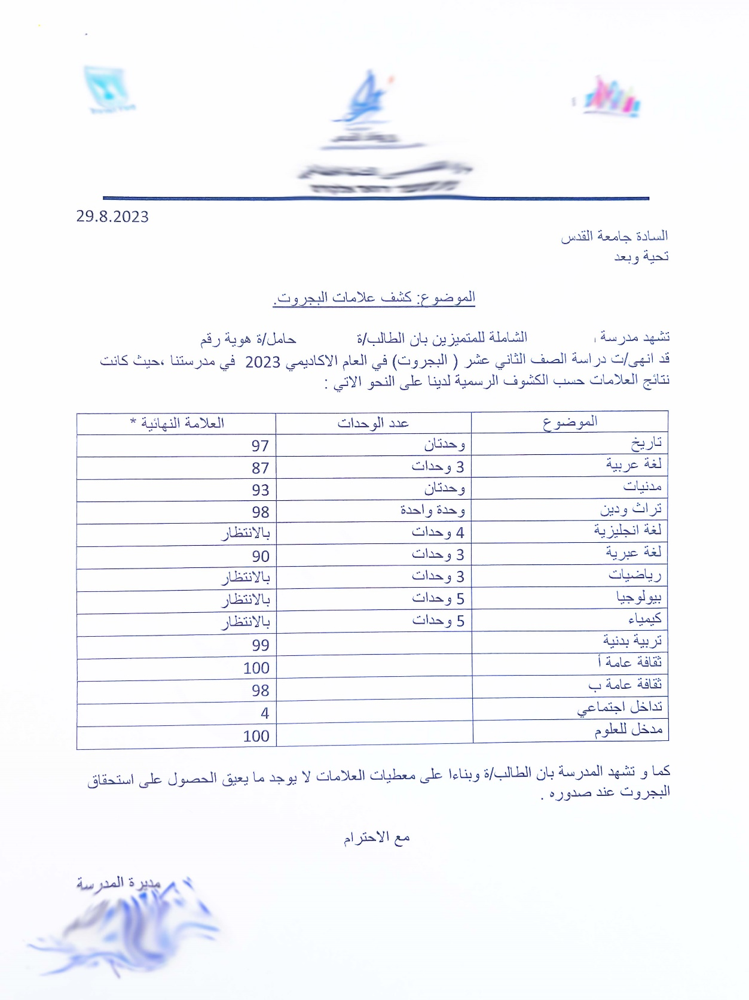 29.8.2023
السادة جامعة القدس
تحية وبعد
الموضوع: كشف علامات البجروت.
تشهد مدرسة الشاملة للمتميزين بان الطالب/ة حامل/ة هوية رقم
قد انهى/ت دراسة الصف الثاني عشر ( البجروت) في العام الاكاديمي 2023 في مدرستنا ،حيث كانت
نتائج العلامات حسب الكشوف الرسمية لدينا على النحو الاتي :
الموضوع عدد الوحدات العلامة النهائية *
تاريخ وحدتان 97
لغة عربية 3 وحدات 87
مدنيات وحدتان 93
تراث ودين وحدة واحدة 98
لغة انجليزية 4 وحدات بالانتظار
لغة عبرية 3 وحدات 90
رياضيات 3 وحدات بالانتظار
بيولوجيا 5 وحدات بالانتظار
كيمياء 5 وحدات بالانتظار
تربية بدنية 99
ثقافة عامة أ 100
ثقافة عامة ب 98
تداخل اجتماعي 4
مدخل للعلوم 100
كما و تشهد المدرسة بان الطالب/ة وبناءا على معطيات العلامات لا يوجد ما يعيق الحصول على استحقاق
البجروت عند صدوره .
مع الاحترام
مديرة المدرسة